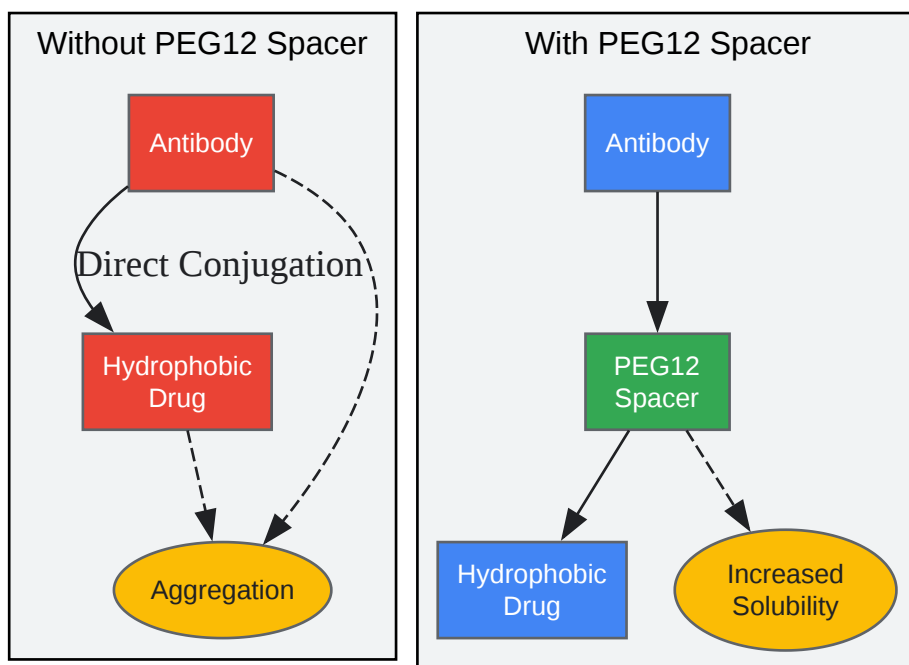 Without PEG12 Spacer
Antibody
Direct Conjugation
Hydrophobic
Drug
Aggregation
With PEG12 Spacer
Antibody
PEG12
Spacer
Hydrophobic
Drug
Increased
Solubility